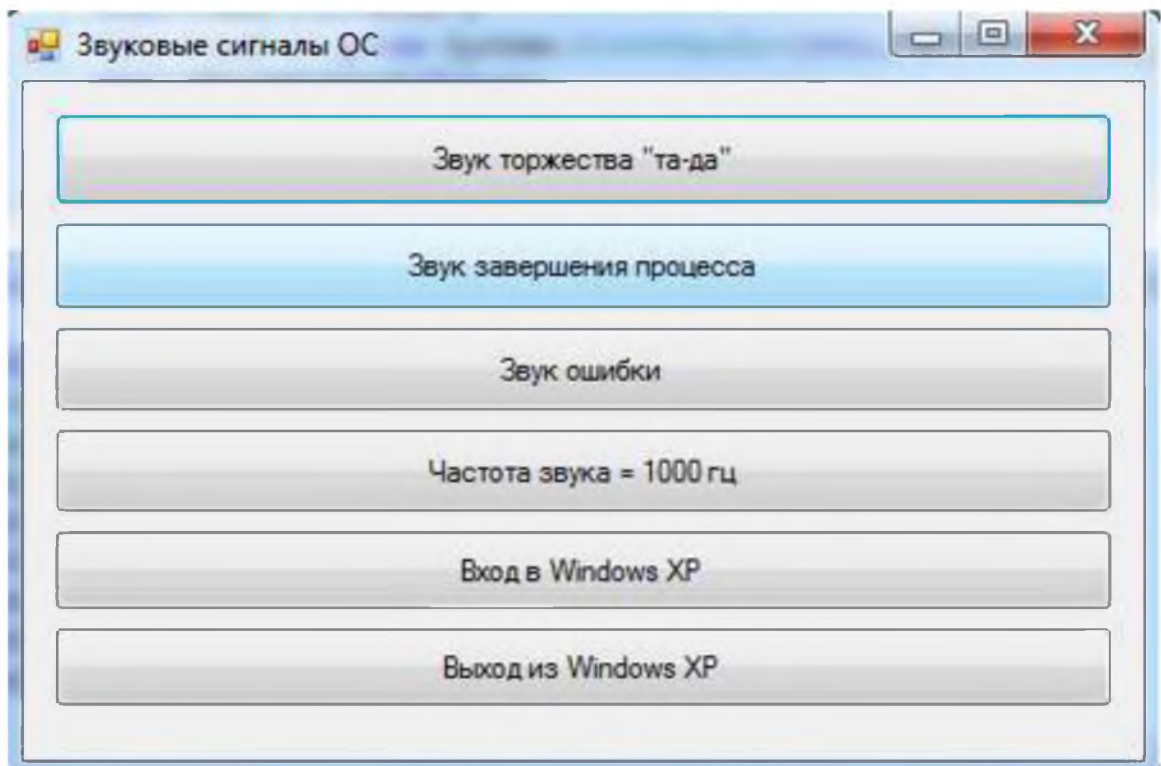 Звуковые сигналы ОС
Звук торжества "та-да"
Звук завершения процесса
Звук ошибки
Частота звука = 1000 гц
Вход в Windows XP
Выход из Windows XP